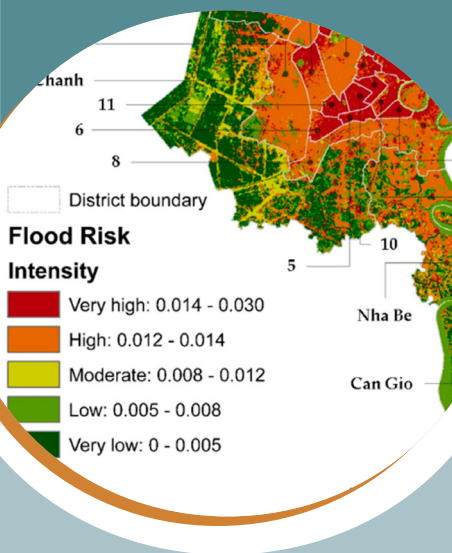 11
6
8
District boundary
10
5
Flood Risk
Intensity
Very high: 0.014 - 0.030
Nha Be
High: 0.012 - 0.014
Moderate: 0.008 - 0.012
Can Gio
Low: 0.005 - 0.008
Very low: 0 - 0.005